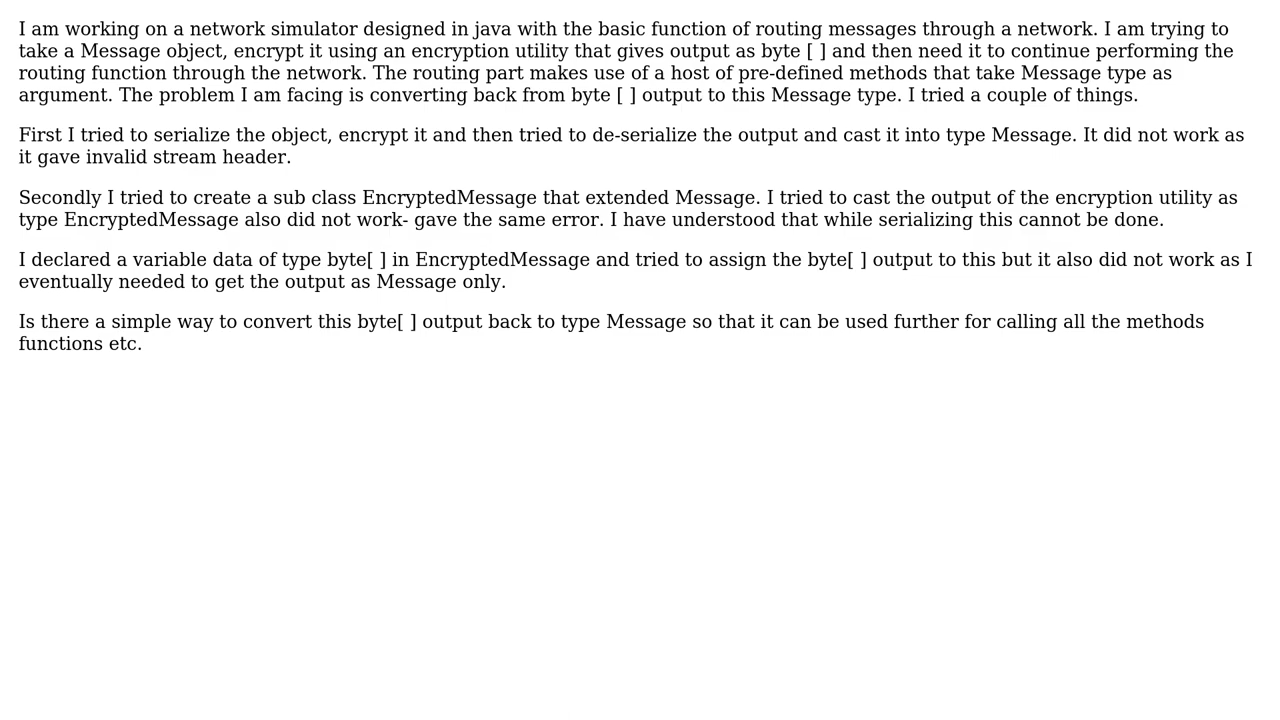 I am working on a network simulator designed in java with the basic function of routing messages through a network. I am trying to
take a Message object, encrypt it using an encryption utility that gives output as byte [ ] and then need it to continue performing the
routing function through the network. The routing part makes use of a host of pre-defined methods that take Message type as
argument. The problem I am facing is converting back from byte [ ] output to this Message type. I tried a couple of things.
First I tried to serialize the object, encrypt it and then tried to de-serialize the output and cast it into type Message. It did not work as
it gave invalid stream header.
Secondly I tried to create a sub class EncryptedMessage that extended Message. I tried to cast the output of the encryption utility as
type EncryptedMessage also did not work- gave the same error. I have understood that while serializing this cannot be done.
I declared a variable data of type byte[ ] in EncryptedMessage and tried to assign the byte[ ] output to this but it also did not work as I
eventually needed to get the output as Message only.
Is there a simple way to convert this byte[ ] output back to type Message so that it can be used further for calling all the methods
functions etc.